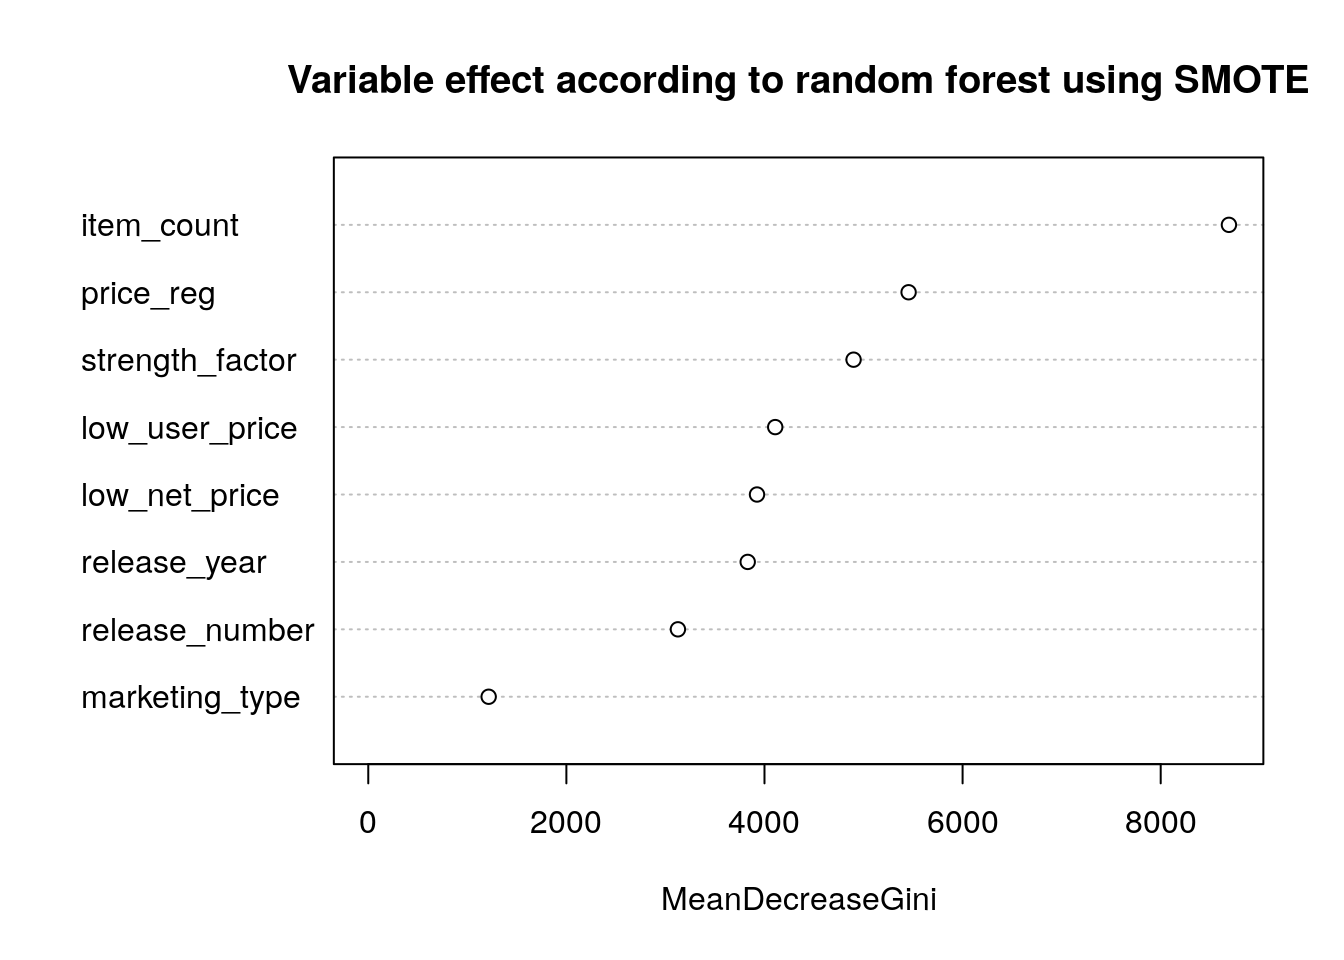 Variable effect according to random forest using SMOTE
item_count
price_reg
strength_factor
low_user_price
low_net_price
release_year
release_number
marketing_type
0 2000 4000 6000 8000
MeanDecreaseGini